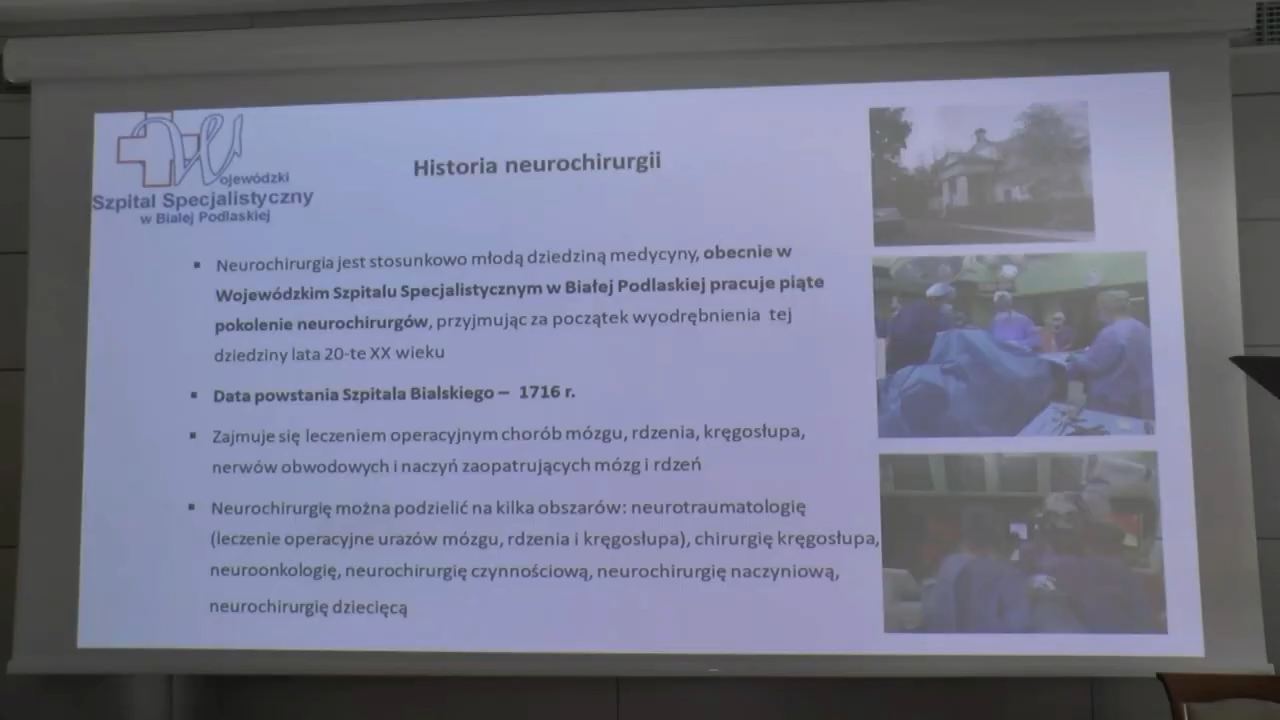 Wojewódzki
Szpital Specjalistyczny
w Białej Podlaskiej
Historia neurochirurgii
▪ Neurochirurgia jest stosunkowo młodą dziedziną medycyny, obecnie w
Wojewódzkim Szpitalu Specjalistycznym w Białej Podlaskiej pracuje piąte
pokolenie neurochirurgów, przyjmując za początek wyodrębnienia tej
dziedziny lata 20-te XX wieku
▪ Data powstania Szpitala Bialskiego – 1716 r.
▪ Zajmuje się leczeniem operacyjnym chorób mózgu, rdzenia, kręgosłupa,
nerwów obwodowych i naczyń zaopatrujących mózg i rdzeń
▪ Neurochirurgię można podzielić na kilka obszarów: neurotraumatologię
(leczenie operacyjne urazów mózgu, rdzenia i kręgosłupa), chirurgię kręgosłupa,
neuroonkologię, neurochirurgię czynnościową, neurochirurgię naczyniową,
neurochirurgię dziecięcą